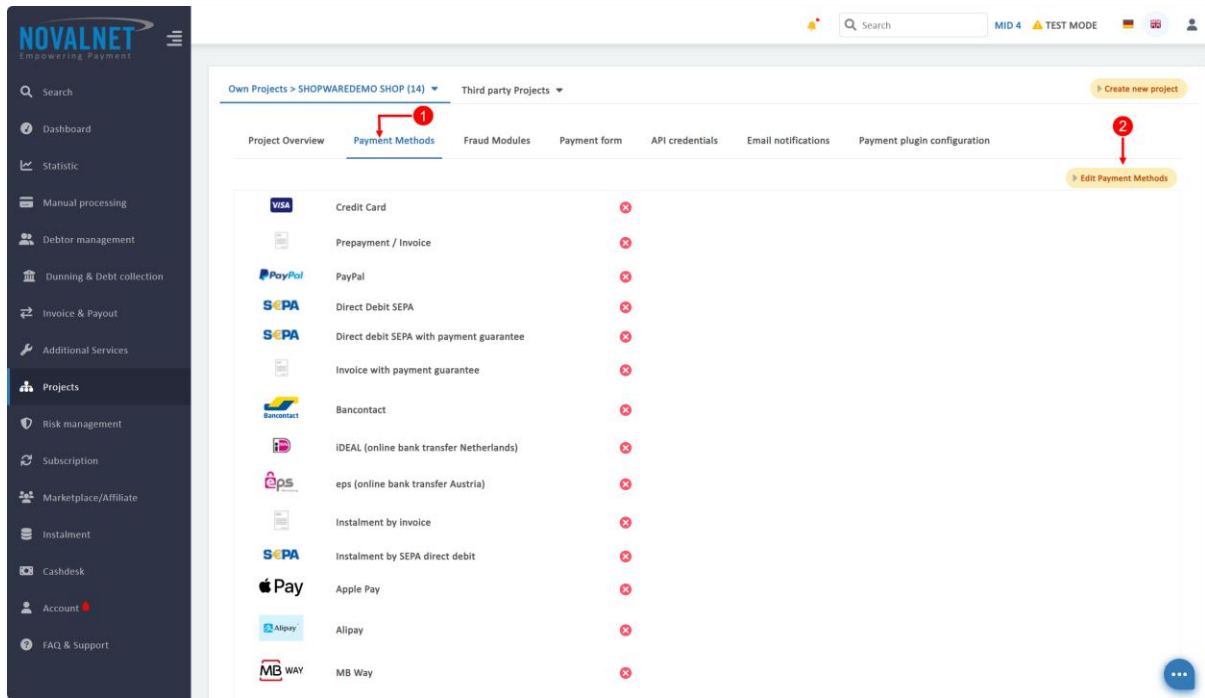 NOVALNET
Empowering Payment
Search
MID 4
TEST MODE
Search
Dashboard
Statistic
Manual processing
Debtor management
Dunning & Debt collection
Invoice & Payout
Additional Services
Projects
Risk management
Subscription
Marketplace/Affiliate
Instalment
Cashdesk
Account
FAQ & Support
Own Projects > SHOPWAREDEMO SHOP (14)
Third party Projects
Create new project
1
2
Project Overview
Payment Methods
Fraud Modules
Payment form
API credentials
Email notifications
Payment plugin configuration
Edit Payment Methods
VISA
Credit Card
Prepayment / Invoice
PayPal
PayPal
S€PA
Direct Debit SEPA
S€PA
Direct debit SEPA with payment guarantee
Invoice with payment guarantee
Bancontact
Bancontact
iDEAL (online bank transfer Netherlands)
eps
eps (online bank transfer Austria)
Instalment by invoice
S€PA
Instalment by SEPA direct debit
Pay
Apple Pay
Alipay
Alipay
MB WAY
MB Way